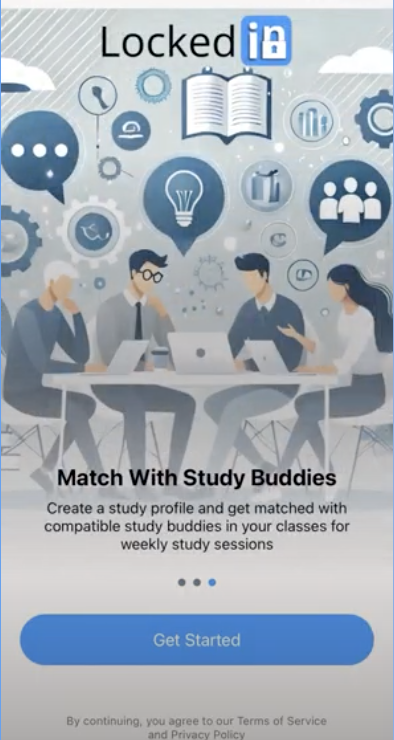 Locked in
Match With Study Buddies
Create a study profile and get matched with
compatible study buddies in your classes for
weekly study sessions
Get Started
By continuing, you agree to our Terms of Service
and Privacy Policy